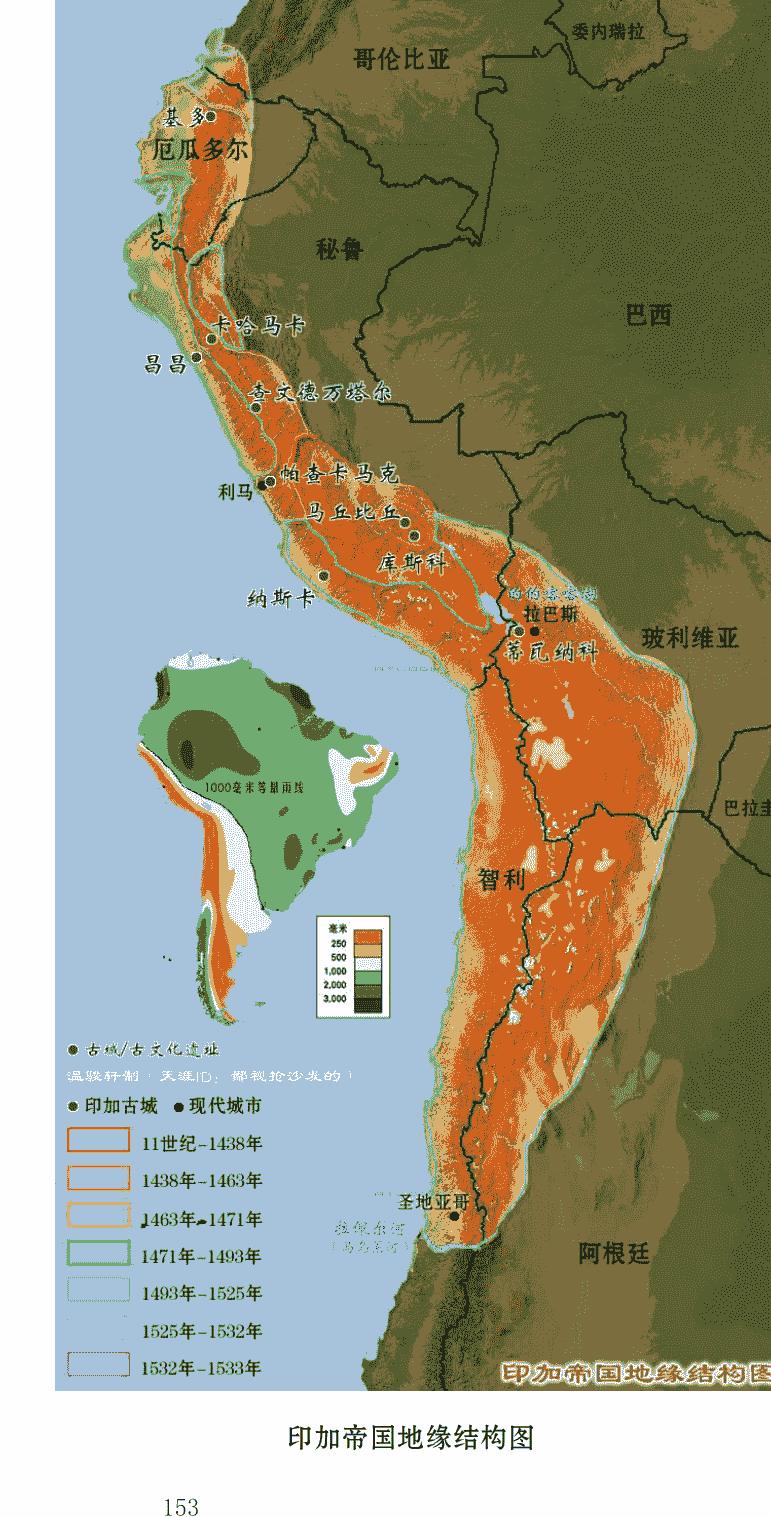 委内瑞拉
哥伦比亚
基多
厄瓜多尔
秘鲁
巴西
卡哈马卡
昌昌
查文德万塔尔
帕查卡马克
利马
马丘比丘
库斯科
纳斯卡
的的喀喀湖
拉巴斯
蒂瓦纳科
玻利维亚
1000毫米等量雨线
巴拉圭
智利
毫米
250
500
1,000
2,000
3,000
古城/古文化遗址
印加古城 现代城市
11世纪-1438年
1438年-1463年
1463年-1471年
1471年-1493年
1493年-1525年
1525年-1532年
1532年-1533年
圣地亚哥
阿根廷
印加帝国地缘结构图
印加帝国地缘结构图
153